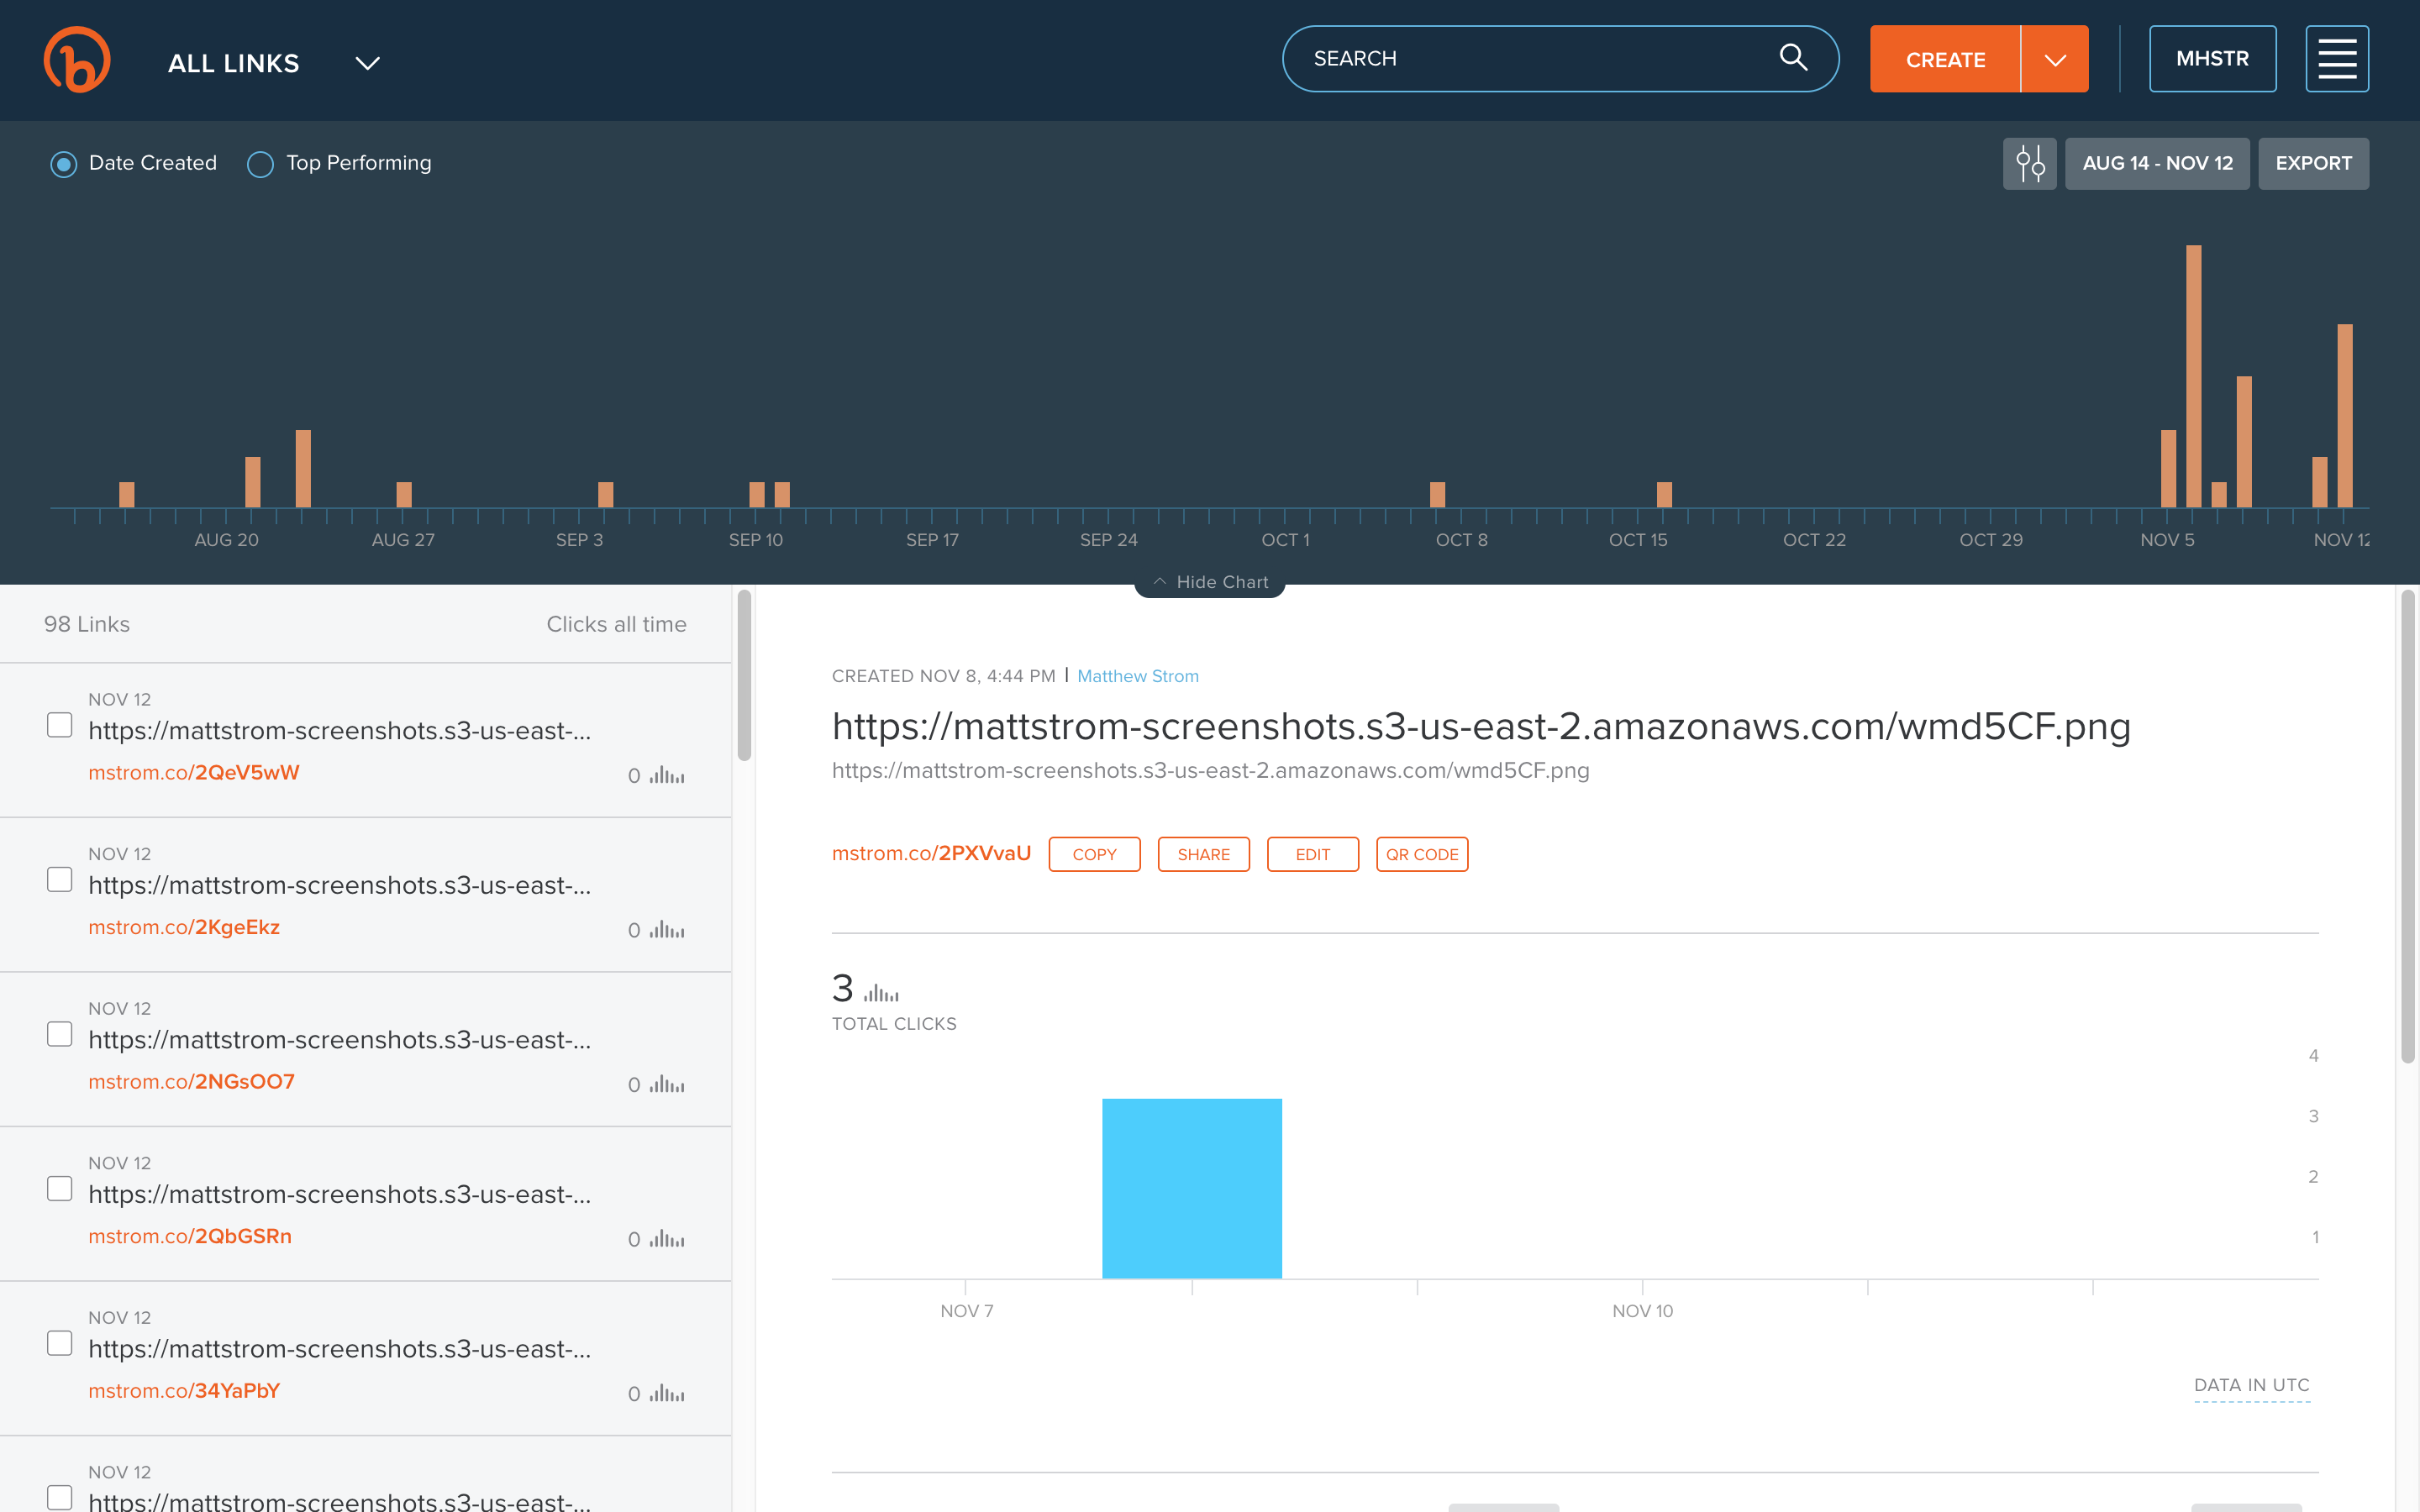 ALL LINKS
SEARCH
CREATE
MHSTR
Date Created
Top Performing
AUG 14 - NOV 12
EXPORT
AUG 20 AUG 27 SEP 3 SEP 10 SEP 17 SEP 24 OCT 1 OCT 8 OCT 15 OCT 22 OCT 29 NOV 5 NOV 12
Hide Chart
98 Links
Clicks all time
NOV 12
https://mattstrom-screenshots.s3-us-east-...
mstrom.co/2QeV5wW
0
NOV 12
https://mattstrom-screenshots.s3-us-east-...
mstrom.co/2KgeEkz
0
NOV 12
https://mattstrom-screenshots.s3-us-east-...
mstrom.co/2NGsOO7
0
NOV 12
https://mattstrom-screenshots.s3-us-east-...
mstrom.co/2QbGSRn
0
NOV 12
https://mattstrom-screenshots.s3-us-east-...
mstrom.co/34YaPbY
0
NOV 12
https://mattstrom-screenshots.s3-us-east-...
CREATED NOV 8, 4:44 PM | Matthew Strom
https://mattstrom-screenshots.s3-us-east-2.amazonaws.com/wmd5CF.png
https://mattstrom-screenshots.s3-us-east-2.amazonaws.com/wmd5CF.png
mstrom.co/2PXVvaU COPY SHARE EDIT QR CODE
3
TOTAL CLICKS
4
3
2
1
NOV 7 NOV 10
DATA IN UTC